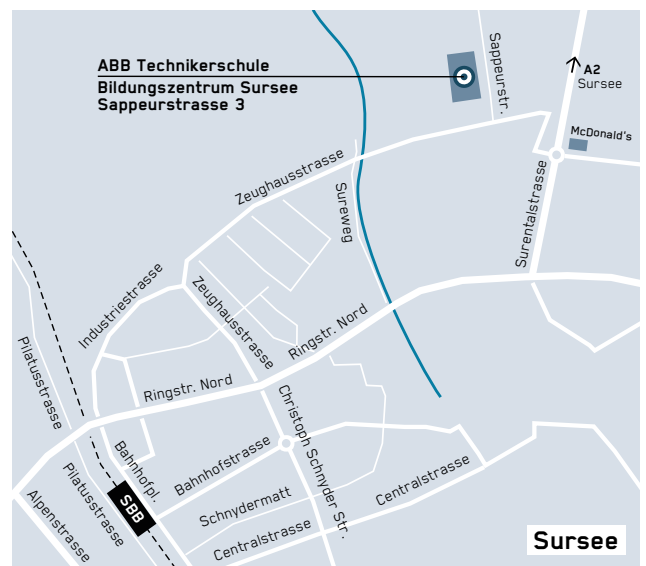 ABB Technikerschule
Bildungszentrum Sursee
Sappeurstrasse 3
Sappeurstr.
A2
Sursee
McDonald's
Zeughausstrasse
Sureweg
Surentalstrasse
Industriestrasse
Zeughausstrasse
Ringstr. Nord
Pilatusstrasse
Ringstr. Nord
Christoph Schnyder Str.
Bahnhofpl.
Bahnhofstrasse
Pilatusstrasse
SBB
Alpenstrasse
Schnydermatt
Centralstrasse
Centralstrasse
Sursee